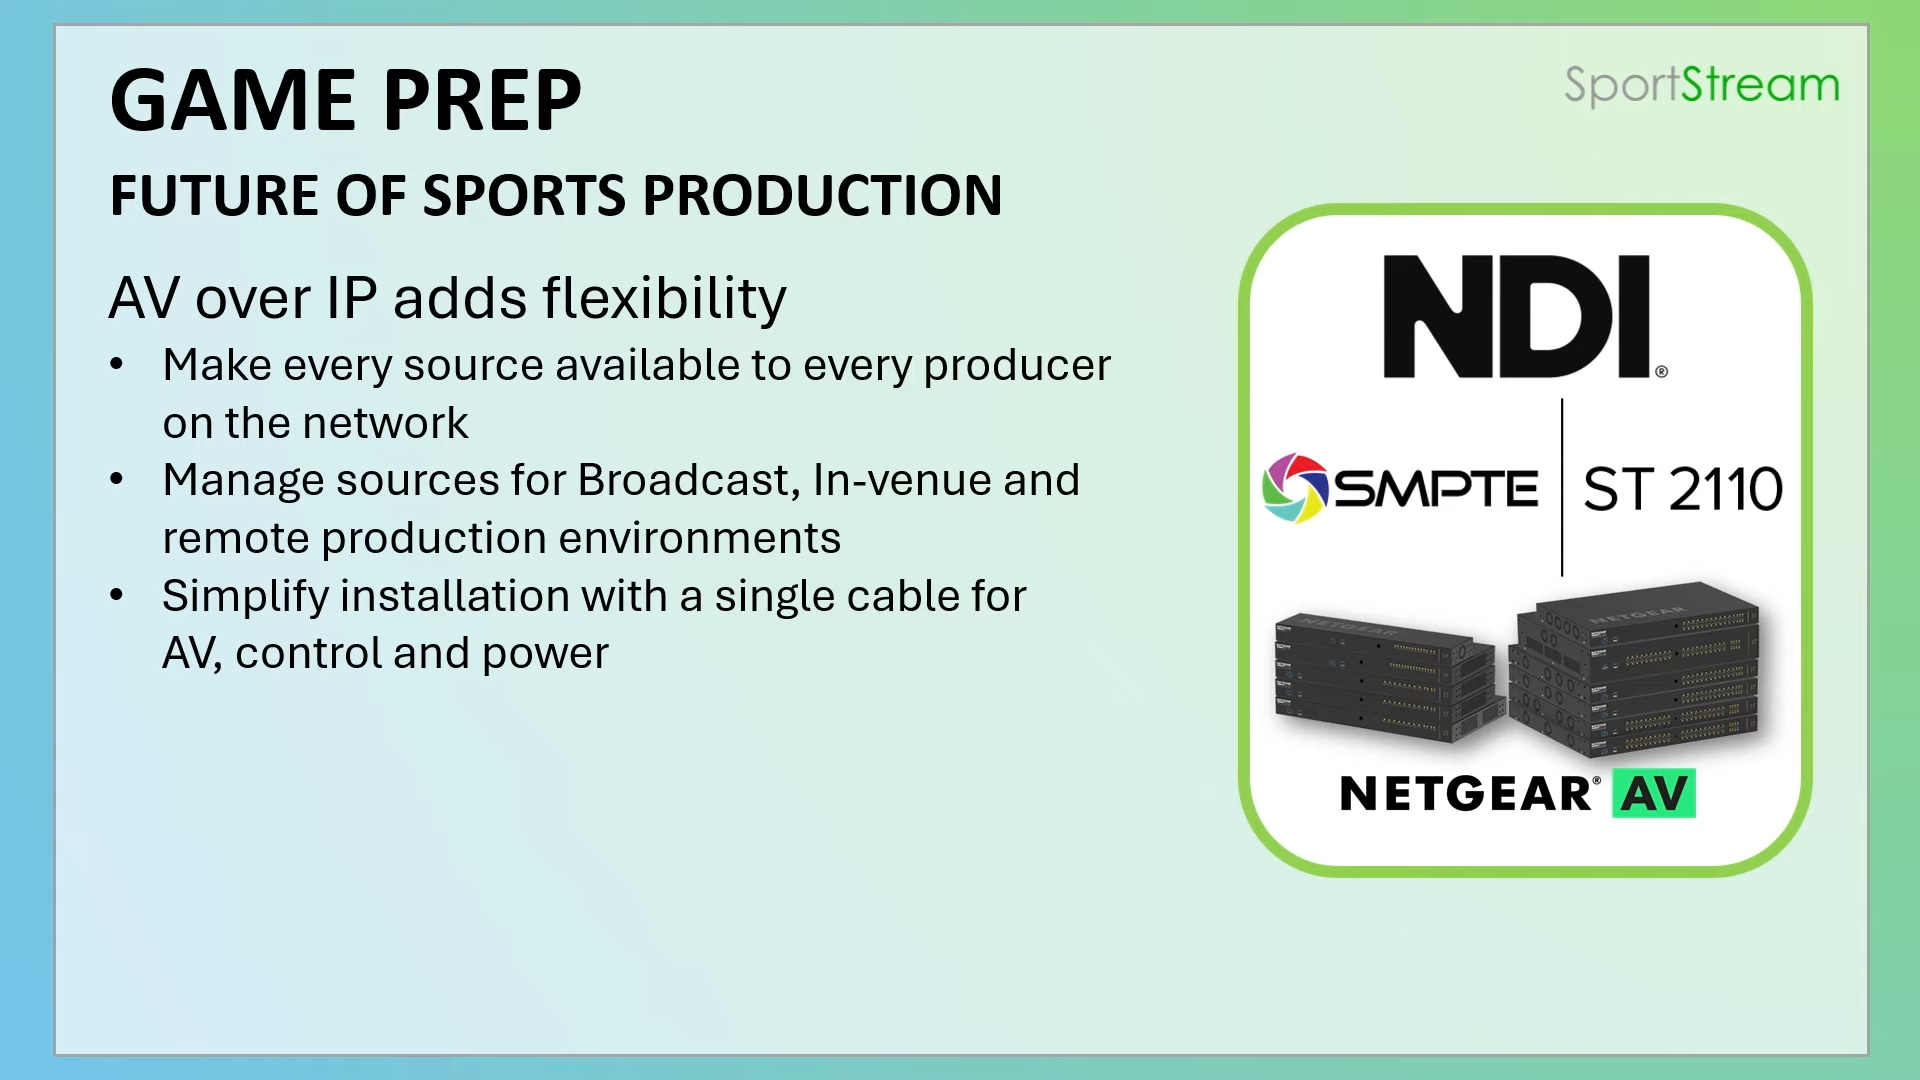 GAME PREP
SportStream
FUTURE OF SPORTS PRODUCTION
AV over IP adds flexibility
• Make every source available to every producer
on the network
• Manage sources for Broadcast, In-venue and
remote production environments
• Simplify installation with a single cable for
AV, control and power
NDI®
SMPTE ST 2110
NETGEAR
NETGEAR
NETGEAR® AV